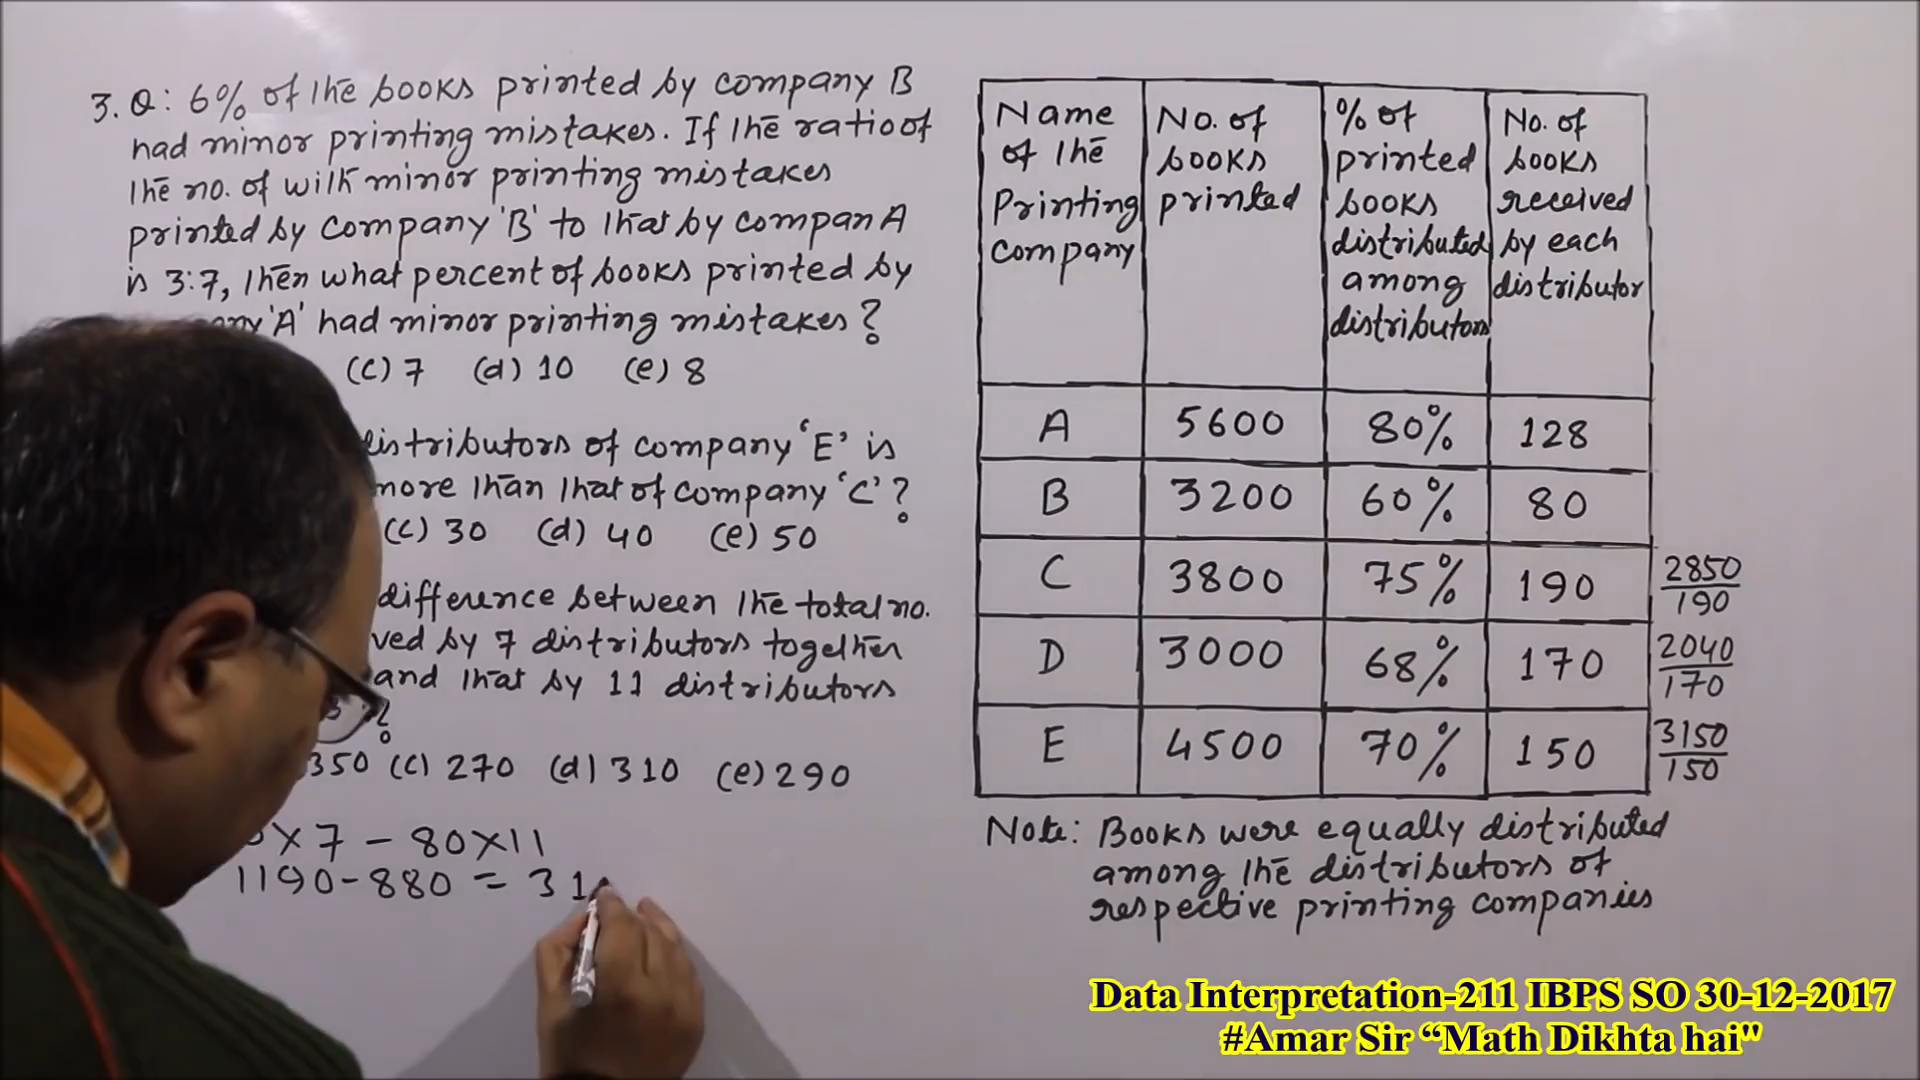 3. Q: 6% of the books printed by company B
had minor printing mistakes. If the ratio of
the no. of with minor printing mistakes
printed by company 'B' to that by compan A
is 3:7, then what percent of books printed by
'A' had minor printing mistakes?
(C) 7 (d) 10 (e) 8
distributors of company 'E' is
more than that of company 'C'?
(c) 30 (d) 40 (e) 50
difference between the total no.
7 distributors together
and that by 11 distributors
?
350 (c) 270 (d) 310 (e) 290
× 7 - 80 × 11
1190 - 880 = 31
Name of the Printing company
No. of books printed
% of printed books distributed among distributors
No. of books received by each distributor
A 5600 80% 128
B 3200 60% 80
C 3800 75% 190 2850/190
D 3000 68% 170 2040/170
E 4500 70% 150 3150/150
Note: Books were equally distributed
among the distributors of
respective printing companies
Data Interpretation-211 IBPS SO 30-12-2017
#Amar Sir “Math Dikhta hai"